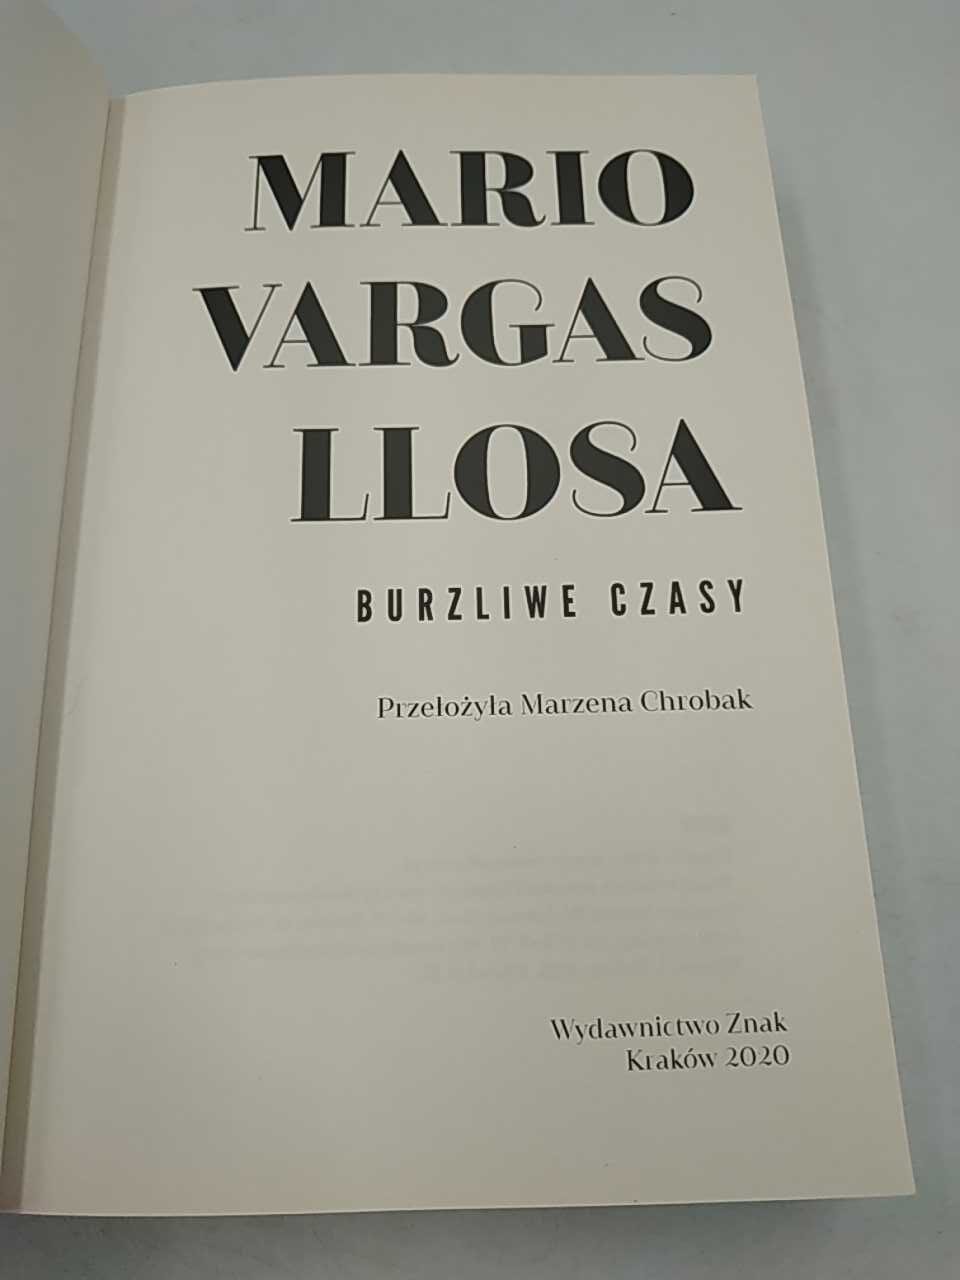 MARIO
VARGAS
LLOSA
BURZLIWE CZASY
Przełożyła Marzena Chrobak
Wydawnictwo Znak
Kraków 2020